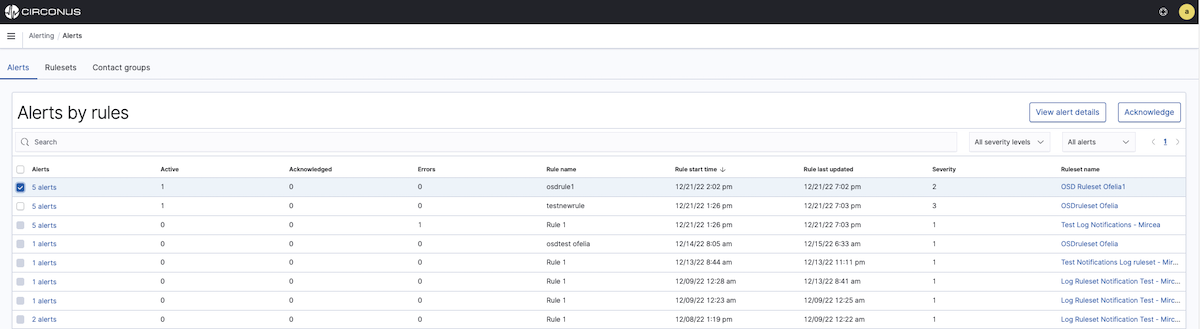 CIRCONUS
a
Alerting / Alerts
Alerts Rulesets Contact groups
Alerts by rules View alert details Acknowledge
Search All severity levels All alerts 1
Alerts Active Acknowledged Errors Rule name Rule start time Rule last updated Severity Ruleset name
5 alerts 1 0 0 osdrule1 12/21/22 2:02 pm 12/21/22 7:02 pm 2 OSD Ruleset Ofelia1
5 alerts 1 0 0 testnewrule 12/21/22 1:26 pm 12/21/22 7:03 pm 3 OSDruleset Ofelia
5 alerts 0 0 1 Rule 1 12/21/22 1:26 pm 12/21/22 7:03 pm 1 Test Log Notifications - Mircea
1 alerts 0 0 0 osdtest ofelia 12/14/22 8:05 am 12/15/22 6:33 am 1 OSDruleset Ofelia
1 alerts 0 0 0 Rule 1 12/13/22 8:44 am 12/13/22 11:11 pm 1 Test Notifications Log ruleset - Mir...
1 alerts 0 0 0 Rule 1 12/09/22 12:28 am 12/13/22 8:41 am 1 Log Ruleset Notification Test - Mirc...
1 alerts 0 0 0 Rule 1 12/09/22 12:23 am 12/09/22 12:25 am 1 Log Ruleset Notification Test - Mirc...
2 alerts 0 0 0 Rule 1 12/08/22 1:19 pm 12/09/22 12:22 am 1 Log Ruleset Notification Test - Mirc...